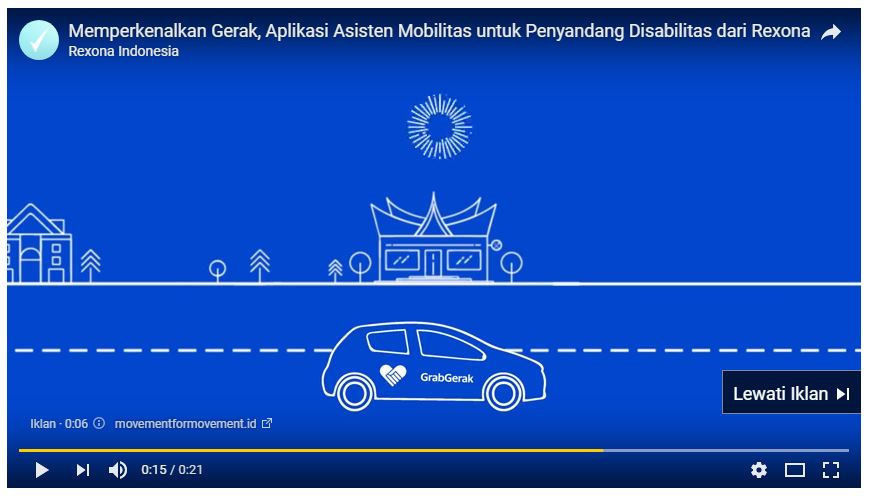 Memperkenalkan Gerak, Aplikasi Asisten Mobilitas untuk Penyandang Disabilitas dari Rexona
Rexona Indonesia
GrabGerak
Lewati Iklan
Iklan · 0:06 movementformovement.id
0:15 / 0:21